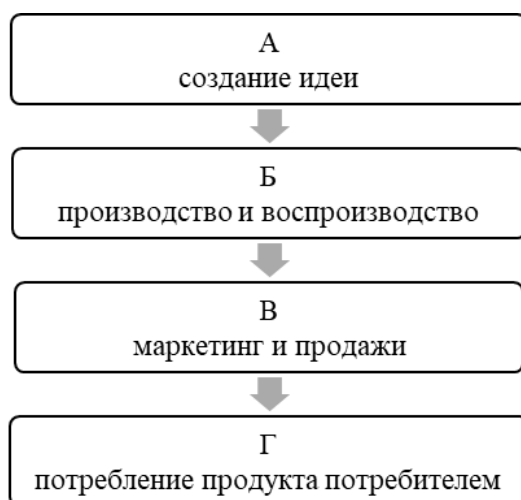 А
создание идеи
Б
производство и воспроизводство
В
маркетинг и продажи
Г
потребление продукта потребителем